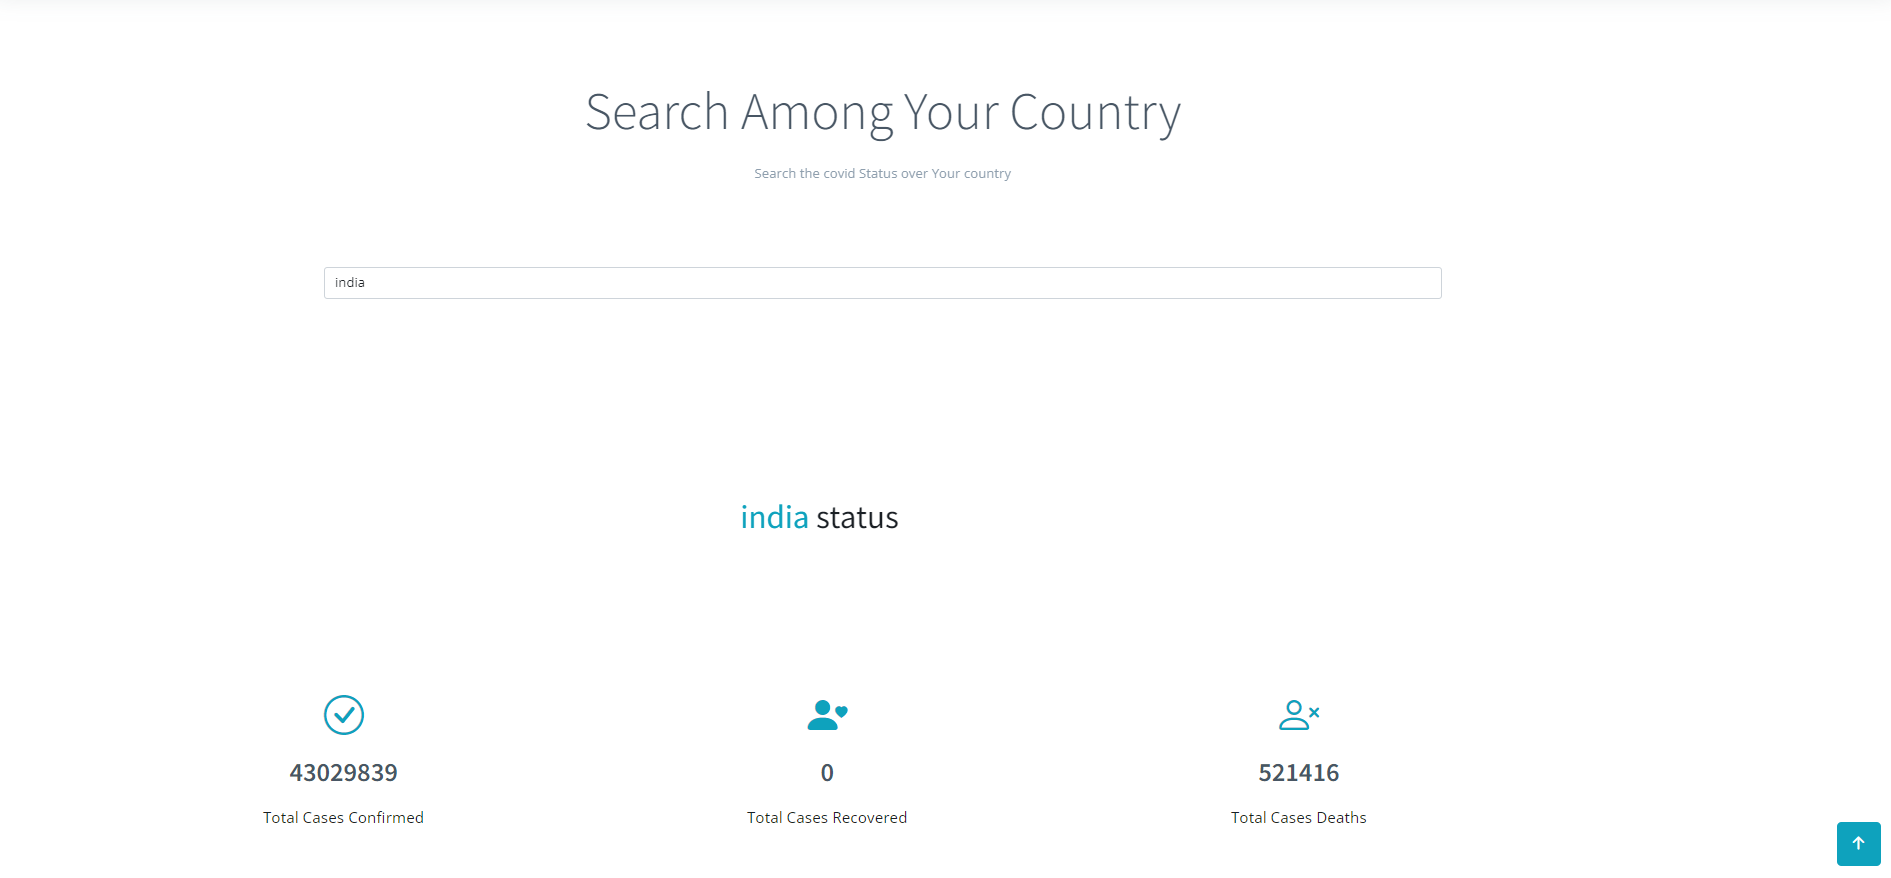 Search Among Your Country
Search the covid Status over Your country
india
india status
43029839
0
521416
Total Cases Confirmed
Total Cases Recovered
Total Cases Deaths